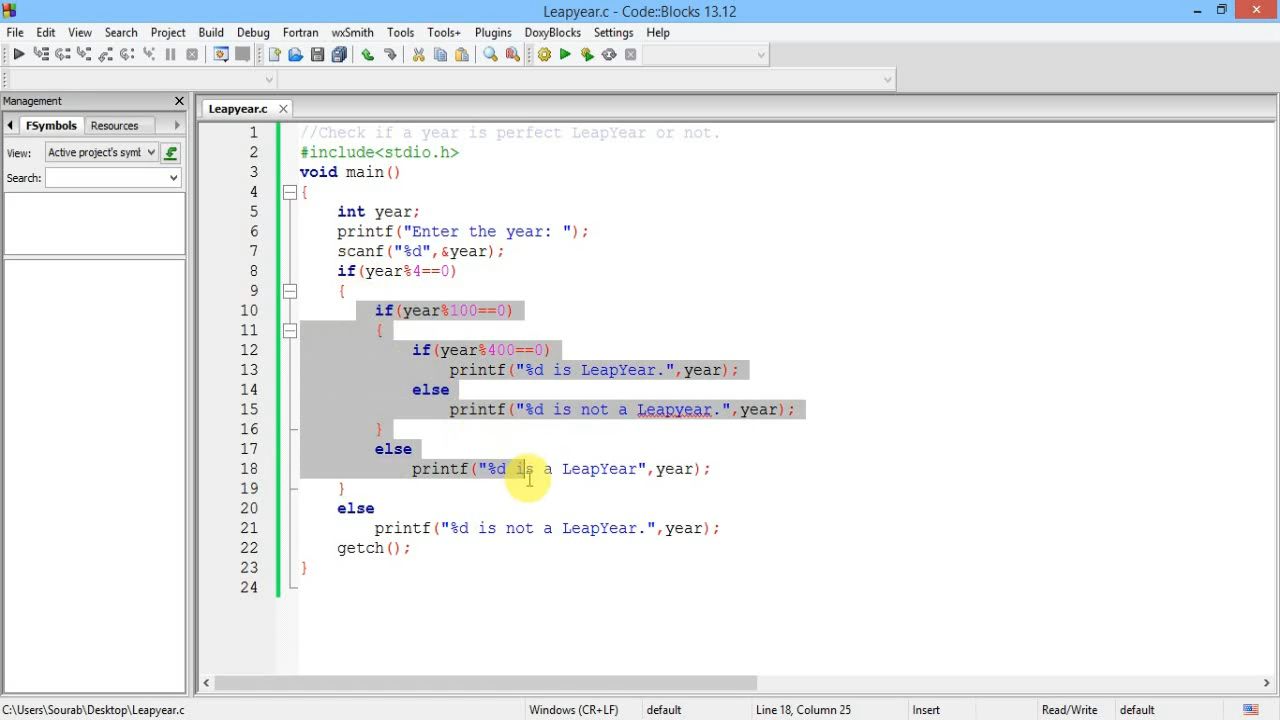 Leapyear.c - Code::Blocks 13.12
File Edit View Search Project Build Debug Fortran wxSmith Tools Tools+ Plugins DoxyBlocks Settings Help
Management
Leapyear.c
FSymbols Resources
View: Active project's symt
Search:
1 //Check if a year is perfect LeapYear or not.
2 #include<stdio.h>
3 void main()
4 {
5 int year;
6 printf("Enter the year: ");
7 scanf("%d",&year);
8 if(year%4==0)
9 {
10 if(year%100==0)
11 {
12 if(year%400==0)
13 printf("%d is LeapYear.",year);
14 else
15 printf("%d is not a Leapyear.",year);
16 }
17 else
18 printf("%d is a LeapYear",year);
19 }
20 else
21 printf("%d is not a LeapYear.",year);
22 getch();
23 }
24
C:\Users\Sourab\Desktop\Leapyear.c Windows (CR+LF) default Line 18, Column 25 Insert Read/Write default